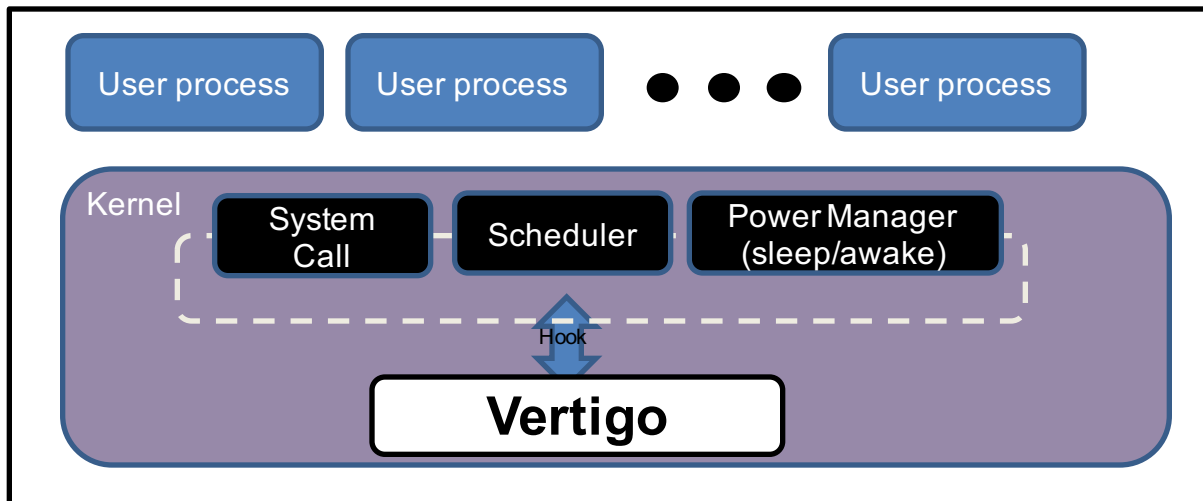 User process
User process
User process
Kernel
System
Call
Scheduler
Power Manager
(sleep/awake)
Hook
Vertigo